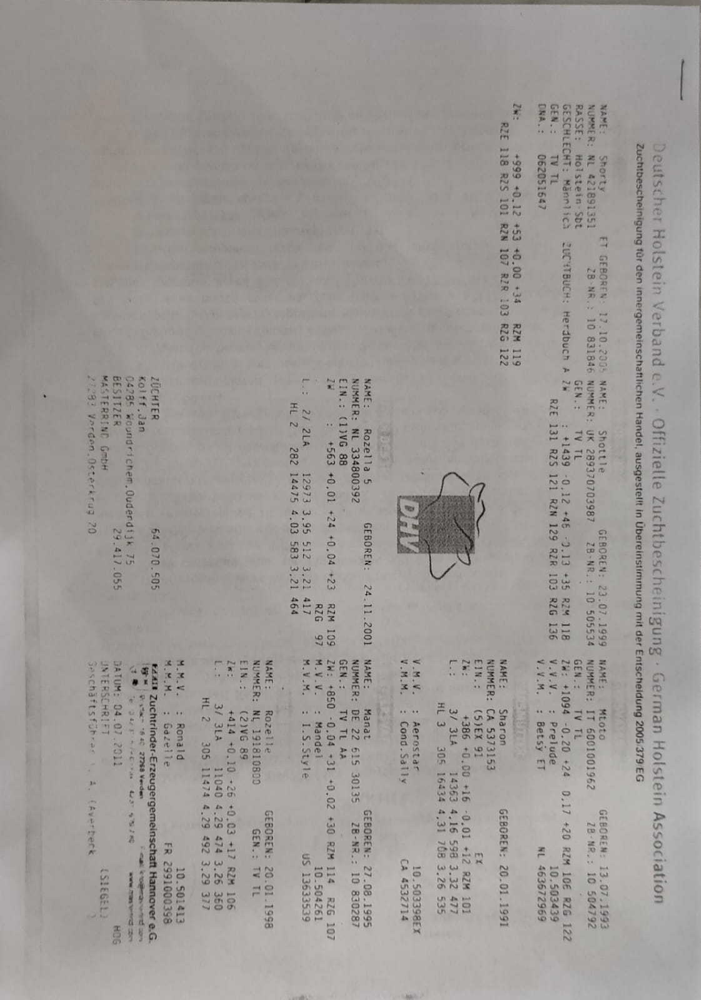 Deutscher Holstein Verband e.V. · Offizielle Zuchtbescheinigung · German Holstein Association
Zuchtbescheinigung für den innergemeinschaftlichen Handel, ausgestellt in Übereinstimmung mit der Entscheidung 2005/379/EG
NAME: Shorty ET GEBOREN: 17.10.2005
NUMMER: NL 421891351 ZB-NR.: 10 831846
RASSE: Holstein-Sbt
GESCHLECHT: Männlich ZUCHTBUCH: Herdbuch A
GEN.: TV TL
DNA.: 062051647
ZW: +999 +0.12 +53 +0.00 +34 RZM 119
RZE 118 RZS 101 RZN 107 RZR 103 RZG 122
NAME: Shottle GEBOREN: 23.07.1999
NUMMER: UK 289370703987 ZB-NR.: 10 505534
GEN.: TV TL
ZW : +1439 -0.12 +46 -0.13 +35 RZM 118
RZE 131 RZS 121 RZN 129 RZR 103 RZG 136
DHV
NAME: Rozella 5 GEBOREN: 24.11.2001
NUMMER: NL 334800392
EIN.: (1)VG 88
ZW : +563 +0.01 +24 +0.04 +23 RZM 109
RZG 97
L.: 2/ 2LA 12973 3.95 512 3.21 417
HL 2 282 14475 4.03 583 3.21 464
ZÜCHTER 64.070.505
Kolff,Jan
04285 Woundrichem,Oudendijk 75
BESITZER 29.417.055
MASTERRIND GmbH
Verden,Osterkrug 20
NAME: Mtoto GEBOREN: 13.07.1993
NUMMER: IT 6001001962 ZB-NR.: 10 504792
GEN.: TV TL
ZW: +1094 -0.20 +24 0.17 +20 RZM 106 RZG 122
V.V.V. : Prelude 10 503439
V.V.M. : Betsy ET NL 463672969
NAME: Sharon GEBOREN: 20.01.1991
NUMMER: CA 5373153
EIN.: (5)EX 91 EX
ZW: +386 +0.00 +16 -0.01 +12 RZM 101
L.: 3/ 3LA 14363 4.16 598 3.32 477
HL 3 305 16434 4.31 708 3.26 535
V.M.V. : Aerostar 10 503398EX
V.M.M. : Cond.Sally CA 4532714
NAME: Manat GEBOREN: 27.08.1995
NUMMER: DE 22 615 30135 ZB-NR.: 10 830287
GEN.: TV TL AA
ZW: +850 -0.04 +31 +0.02 +30 RZM 114 RZG 107
M.V.V. : Mandel 10.504261
M.V.M. : I.S.Style US 13633539
NAME: Rozelle GEBOREN: 20.01.1998
NUMMER: NL 191810800 GEN.: TV TL
EIN.: (2)VG 89
ZW: +414 +0.10 +26 +0.03 +17 RZM 106
L.: 3/ 3LA 11040 4.29 474 3.26 360
HL 2 305 11474 4.29 492 3.29 377
M.M.V. : Ronald 10.501413
M.M.M. : Gazelle FR 2991000398
Zuchtrinder-Erzeugergemeinschaft Hannover e.G.
27268 Verden
DATUM: 04.07.2011 HOG
UNTERSCHRIFT (SIEGEL)
Geschäftsführer i. A. (Averbeck )